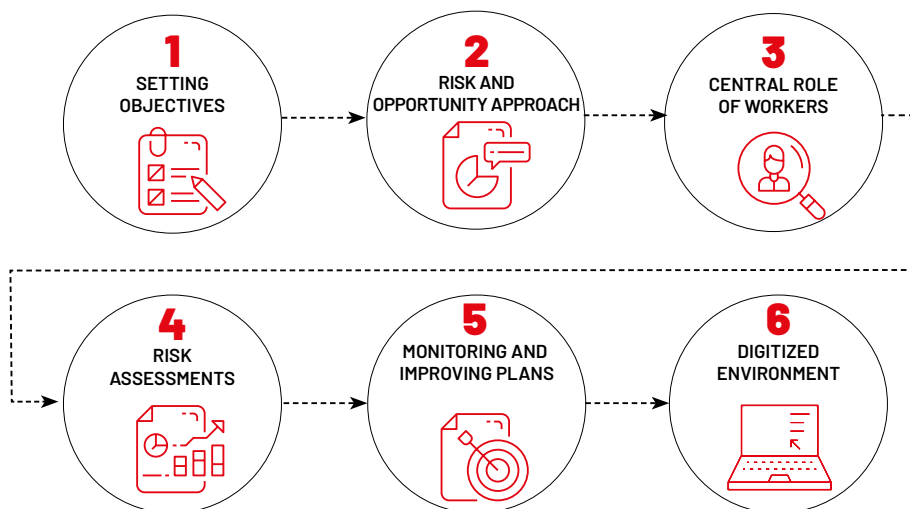 1
SETTING
OBJECTIVES
2
RISK AND
OPPORTUNITY APPROACH
3
CENTRAL ROLE
OF WORKERS
4
RISK
ASSESSMENTS
5
MONITORING AND
IMPROVING PLANS
6
DIGITIZED
ENVIRONMENT